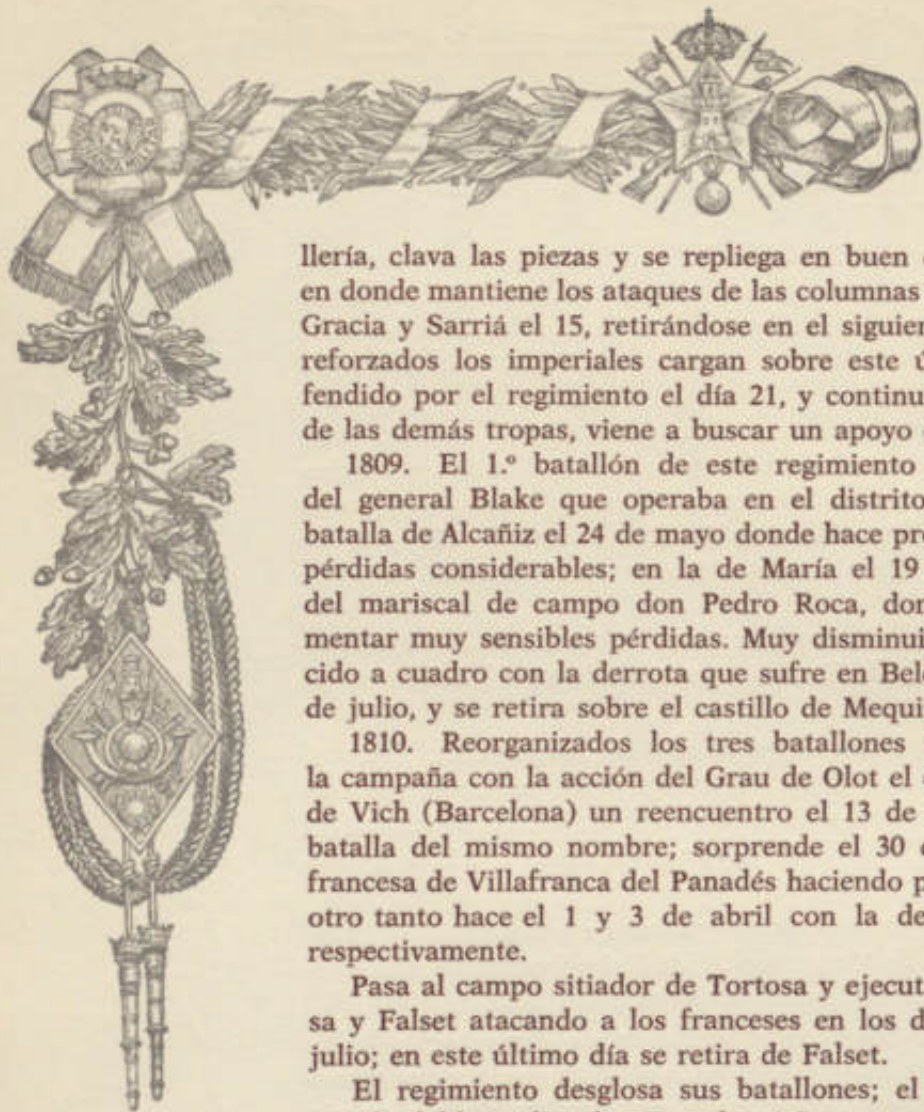 llería, clava las piezas y se repliega en buen
en donde mantiene los ataques de las columnas
Gracia y Sarriá el 15, retirándose en el siguien
reforzados los imperiales cargan sobre este ú
fendido por el regimiento el día 21, y continu
de las demás tropas, viene a buscar un apoyo
1809. El 1.º batallón de este regimiento
del general Blake que operaba en el distrito
batalla de Alcañiz el 24 de mayo donde hace pr
pérdidas considerables; en la de María el 19
del mariscal de campo don Pedro Roca, don
mentar muy sensibles pérdidas. Muy disminui
cido a cuadro con la derrota que sufre en Bel
de julio, y se retira sobre el castillo de Mequi
1810. Reorganizados los tres batallones
la campaña con la acción del Grau de Olot el
de Vich (Barcelona) un reencuentro el 13 de
batalla del mismo nombre; sorprende el 30
francesa de Villafranca del Panadés haciendo p
otro tanto hace el 1 y 3 de abril con la de
respectivamente.
Pasa al campo sitiador de Tortosa y ejecut
sa y Falset atacando a los franceses en los d
julio; en este último día se retira de Falset.
El regimiento desglosa sus batallones; el